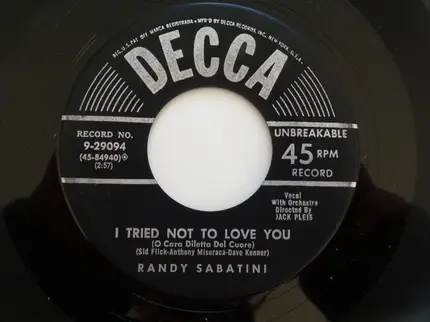 REG. U.S. PAT. OFF. MARCA REGISTRADA • MF'D BY DECCA RECORDS, INC., NEW YORK, U.S.A.
DECCA
RECORD NO.
9-29094
(45-84940)
(2:57)
UNBREAKABLE
45 RPM
RECORD
Vocal
With Orchestra
Directed By
JACK PLEIS
I TRIED NOT TO LOVE YOU
(O Cara Diletta Del Cuore)
(Sid Flick-Anthony Misuraca-Dave Kenner)
RANDY SABATINI